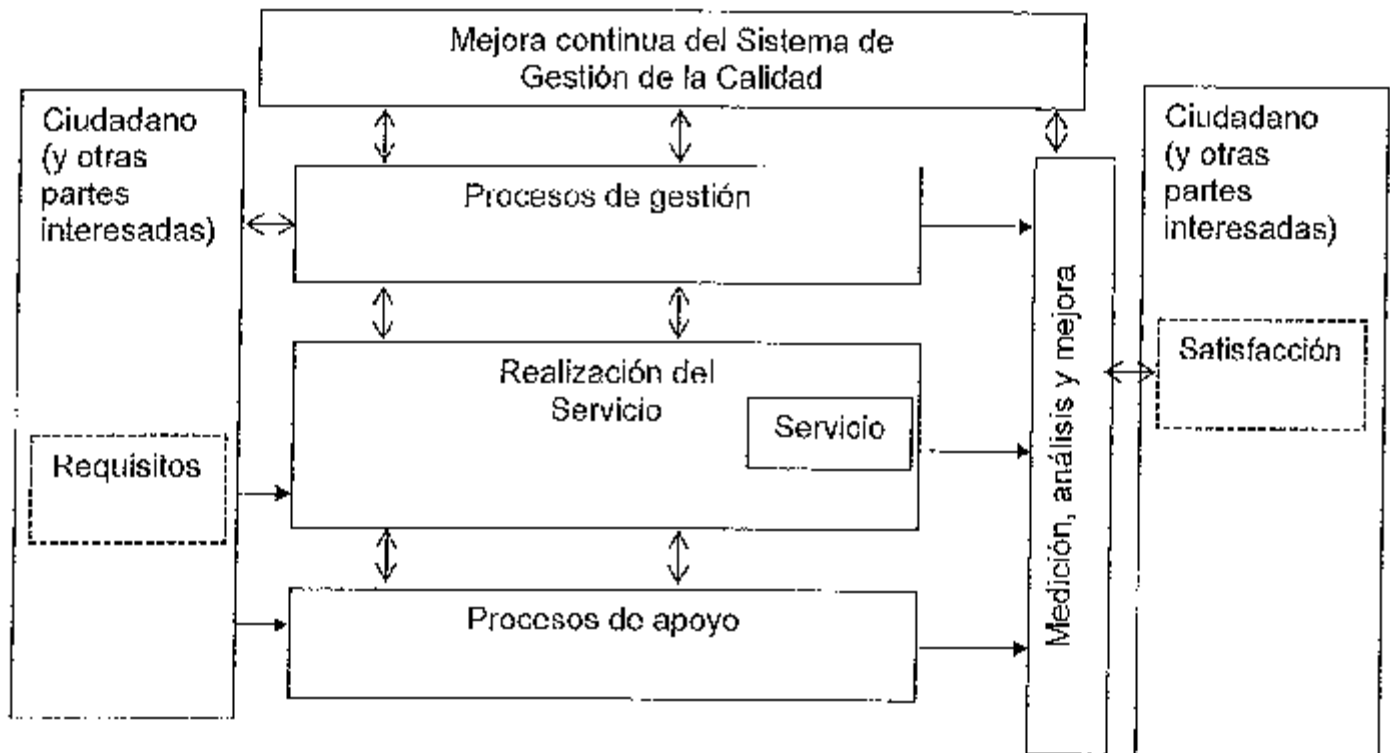 Mejora continua del Sistema de
Gestión de la Calidad
Ciudadano
(y otras
partes
interesadas)
Requisitos
Procesos de gestión
Realización del
Servicio
Servicio
Procesos de apoyo
Medición, análisis y mejora
Ciudadano
(y otras
partes
interesadas)
Satisfacción